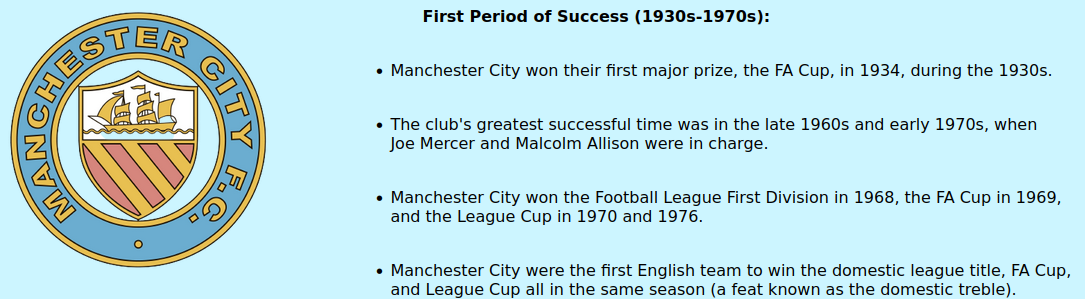 MANCHESTER CITY F.C.
First Period of Success (1930s-1970s):
• Manchester City won their first major prize, the FA Cup, in 1934, during the 1930s.
• The club's greatest successful time was in the late 1960s and early 1970s, when
Joe Mercer and Malcolm Allison were in charge.
• Manchester City won the Football League First Division in 1968, the FA Cup in 1969,
and the League Cup in 1970 and 1976.
• Manchester City were the first English team to win the domestic league title, FA Cup,
and League Cup all in the same season (a feat known as the domestic treble).